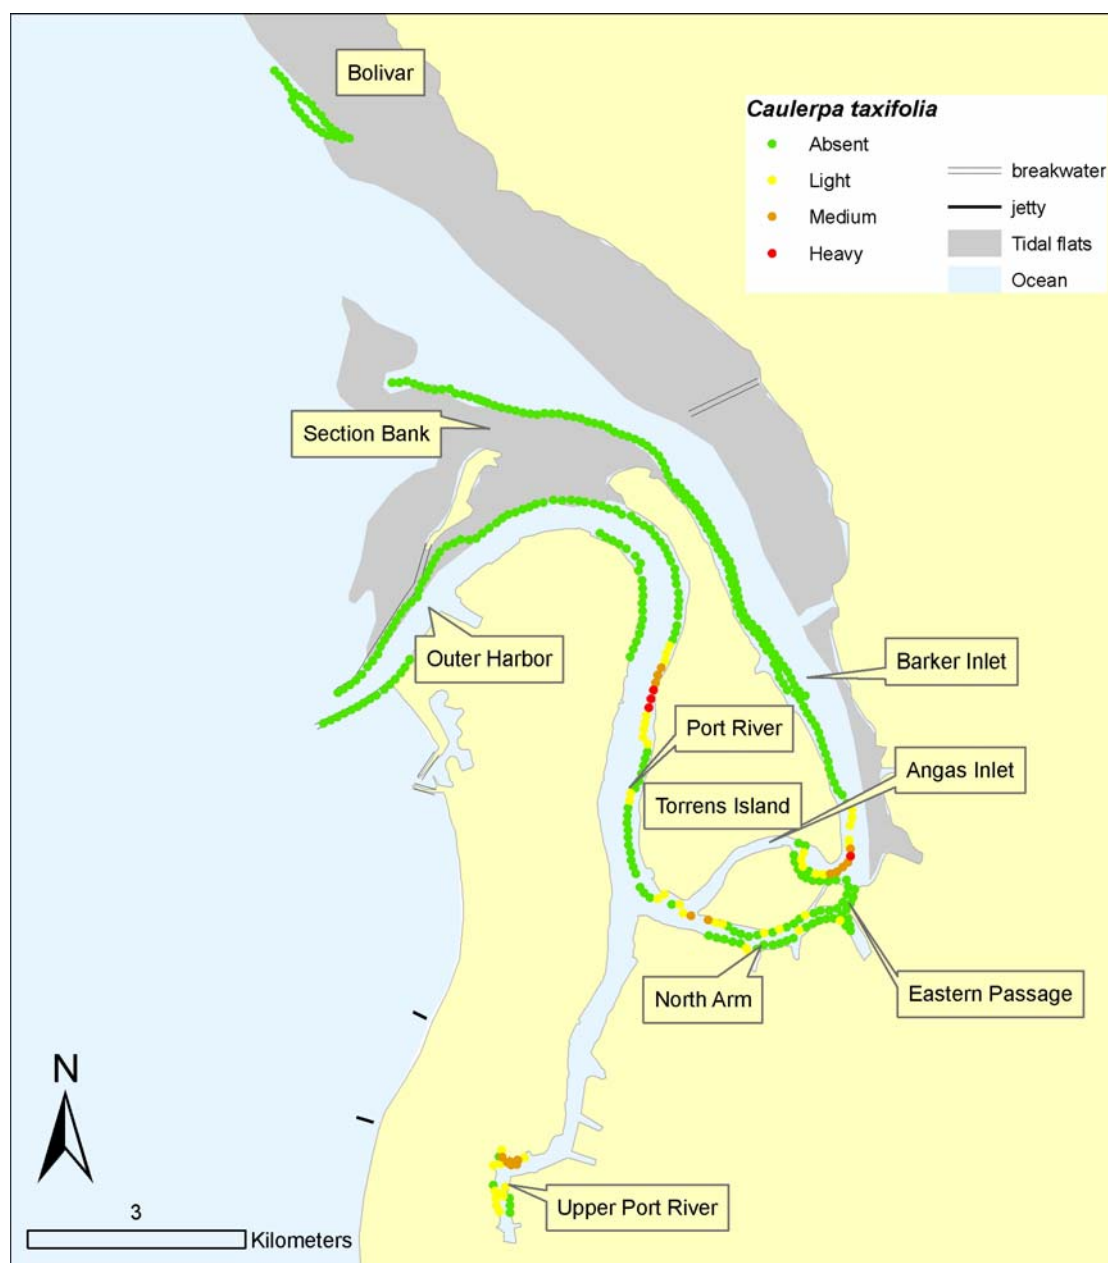 Bolivar
Caulerpa taxifolia
Absent
Light
Medium
Heavy
breakwater
jetty
Tidal flats
Ocean
Section Bank
Outer Harbor
Barker Inlet
Port River
Angas Inlet
Torrens Island
North Arm
Eastern Passage
N
3
Kilometers
Upper Port River